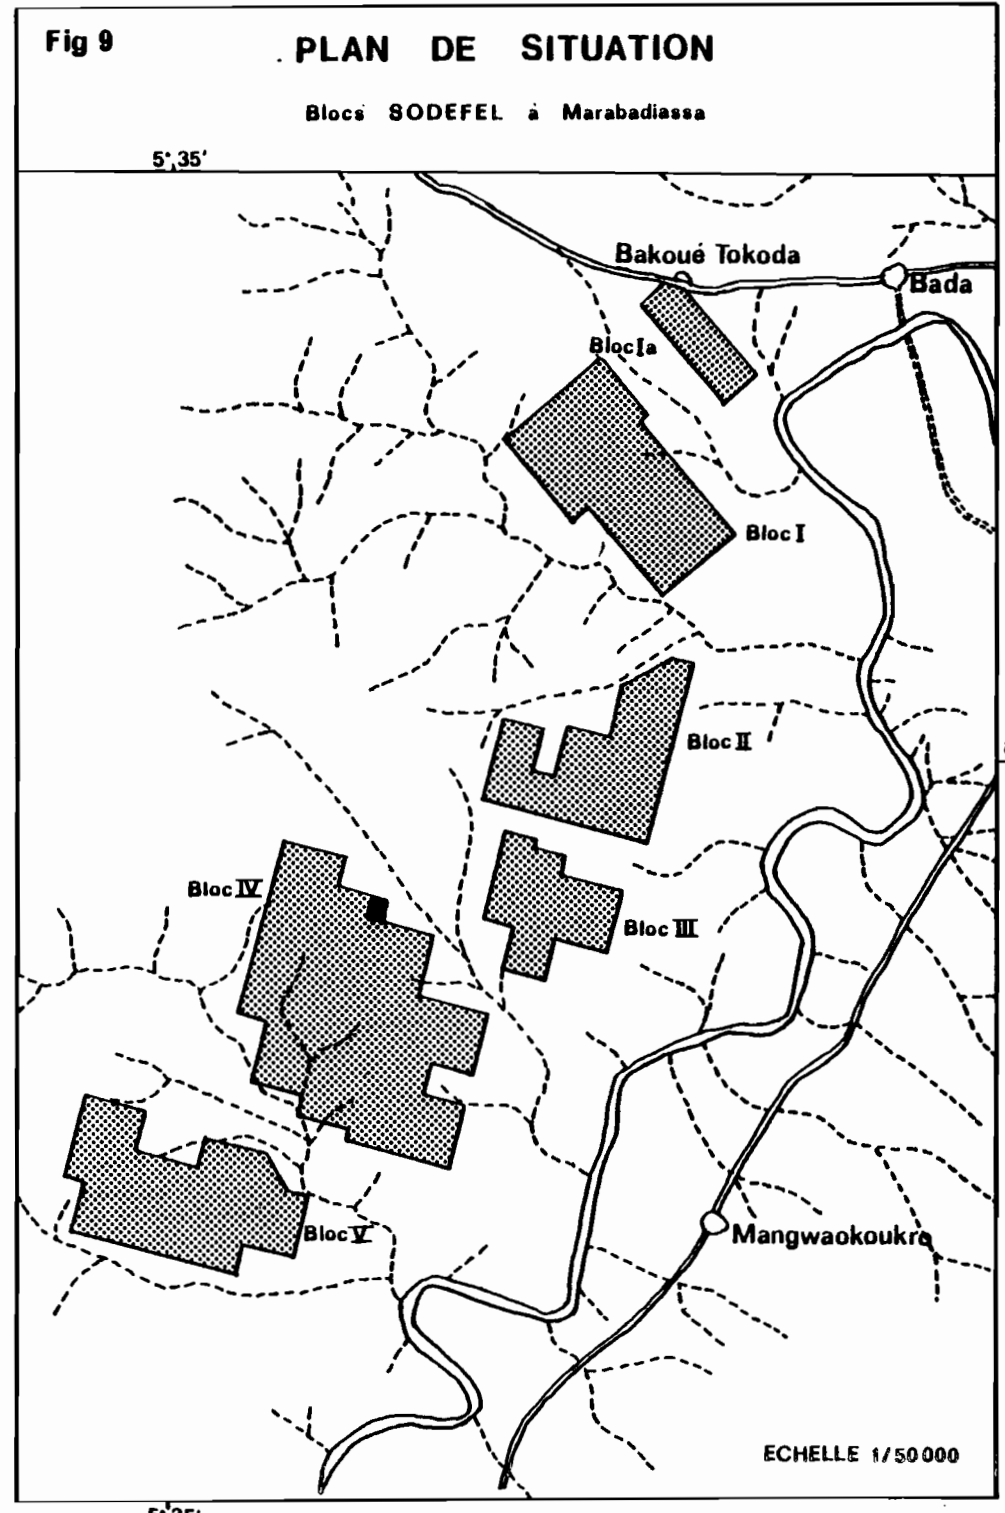 Fig 9
PLAN DE SITUATION
Blocs SODEFEL à Marabadiassa
5°,35'
Bakoué Tokoda
Bada
Bloc Ia
Bloc I
Bloc II
Bloc IV
Bloc III
Bloc V
Mangwaokoukro
ECHELLE 1/50 000